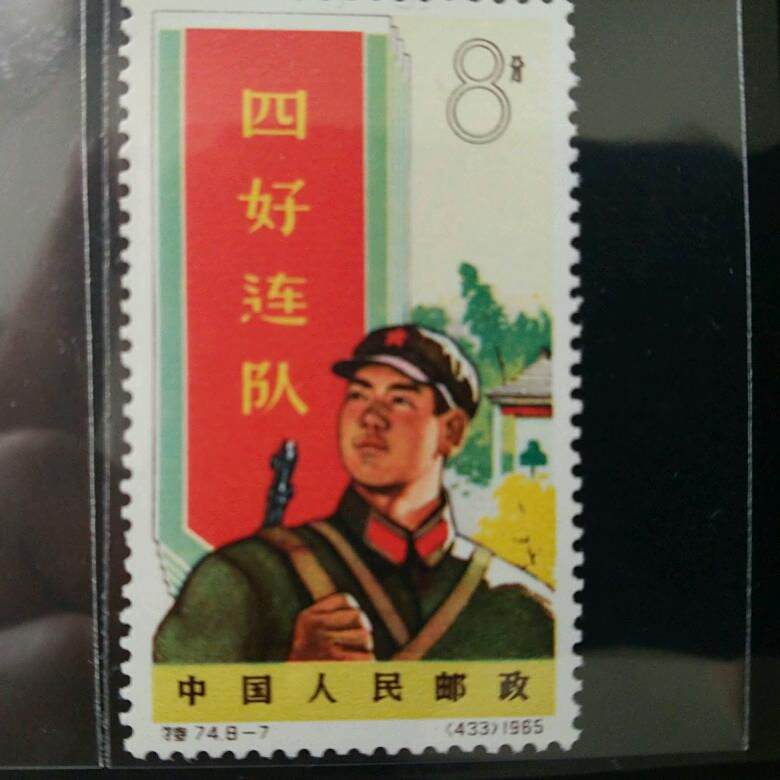 四好连队
8分
中国人民邮政
特74.8-7
(433)1965